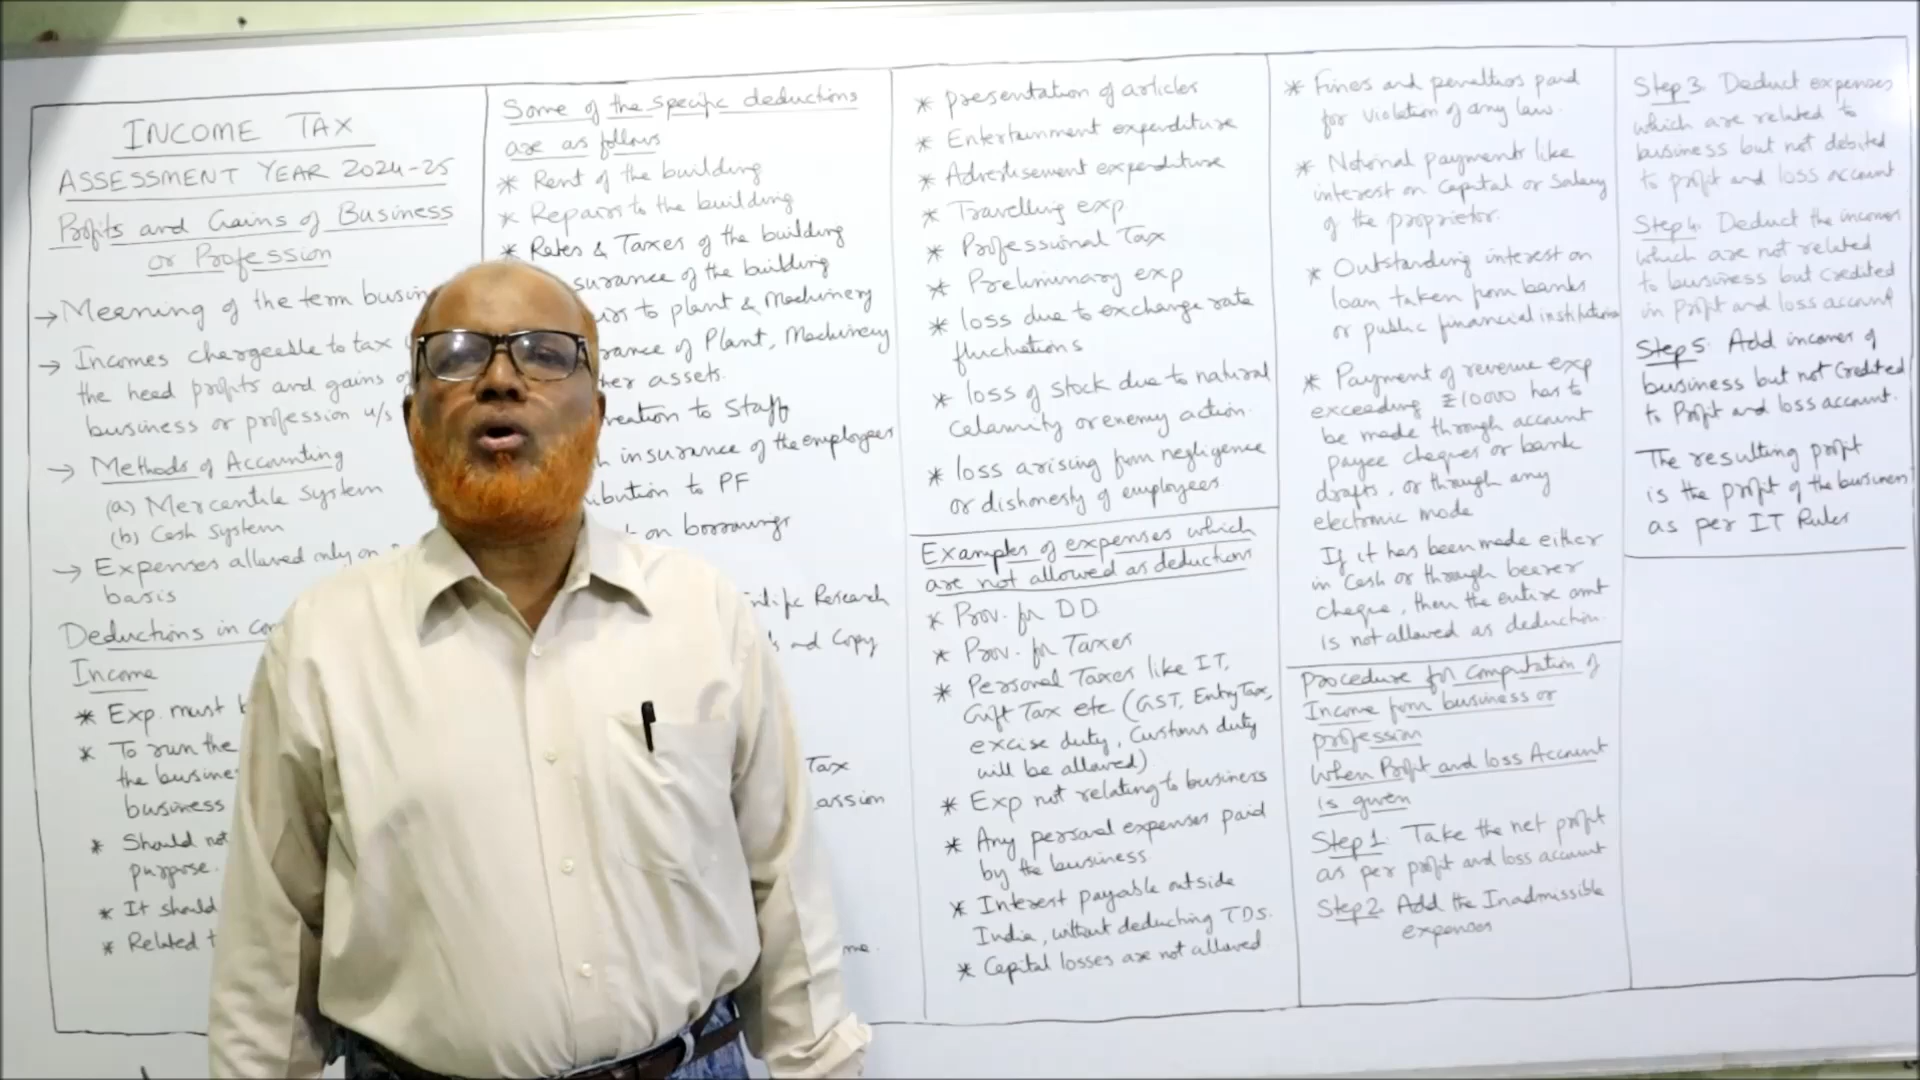 INCOME TAX
ASSESSMENT YEAR 2024-25
Profits and Gains of Business
or Profession
→ Meaning of the term busin
→ Incomes chargeable to tax
the head profits and gains of
business or profession u/s
→ Methods of Accounting
(a) Mercantile System
(b) Cash System
→ Expenses allowed only on
basis
Deductions in com
Income
* Exp. must b
* To run the
the busine
business
* Should not
purpose.
* It should
* Related t
Some of the specific deductions
are as follows
* Rent of the building
* Repairs to the building
* Rates & Taxes of the building
surance of the building
irs to plant & Machinery
rance of Plant, Machinery
her assets.
reation to Staff
h insurance of the employees
ibution to PF
on borrowings
ntific Research
s and Copy
Tax
assion
me.
* presentation of articles
* Entertainment expenditure
* Advertisement expenditure
* Travelling exp
* Professional Tax
* Preliminary exp
* loss due to exchange rate
fluctuations
* loss of stock due to natural
calamity or enemy action.
* loss arising from negligence
or dishonesty of employees
Examples of expenses which
are not allowed as deductions
* Prov. for DD
* Prov. for Taxes
* Personal Taxes like IT,
Gift Tax etc (GST, Entry Tax,
excise duty, Customs duty
will be allowed)
* Exp not relating to business
* Any personal expenses paid
by the business
* Interest payable outside
India, without deducting TDS.
* Capital losses are not allowed
* Fines and penalties paid
for violation of any law.
* Notional payments like
interest on Capital or Salary
of the proprietor.
* Outstanding interest on
loan taken from banks
or public financial institutions
* Payment of revenue exp
exceeding ₹10000 has to
be made through account
payee cheques or bank
drafts, or through any
electronic mode
If it has been made either
in Cash or through bearer
cheque, then the entire amt
is not allowed as deduction.
Procedure for Computation of
Income from business or
profession
When Profit and loss Account
is given
Step 1: Take the net profit
as per profit and loss account
Step 2. Add the Inadmissible
expenses
Step 3. Deduct expenses
which are related to
business but not debited
to profit and loss account
Step 4. Deduct the incomes
which are not related
to business but Credited
in profit and loss account
Step 5. Add incomes of
business but not Credited
to Profit and loss account.
The resulting profit
is the profit of the business
as per IT Rules